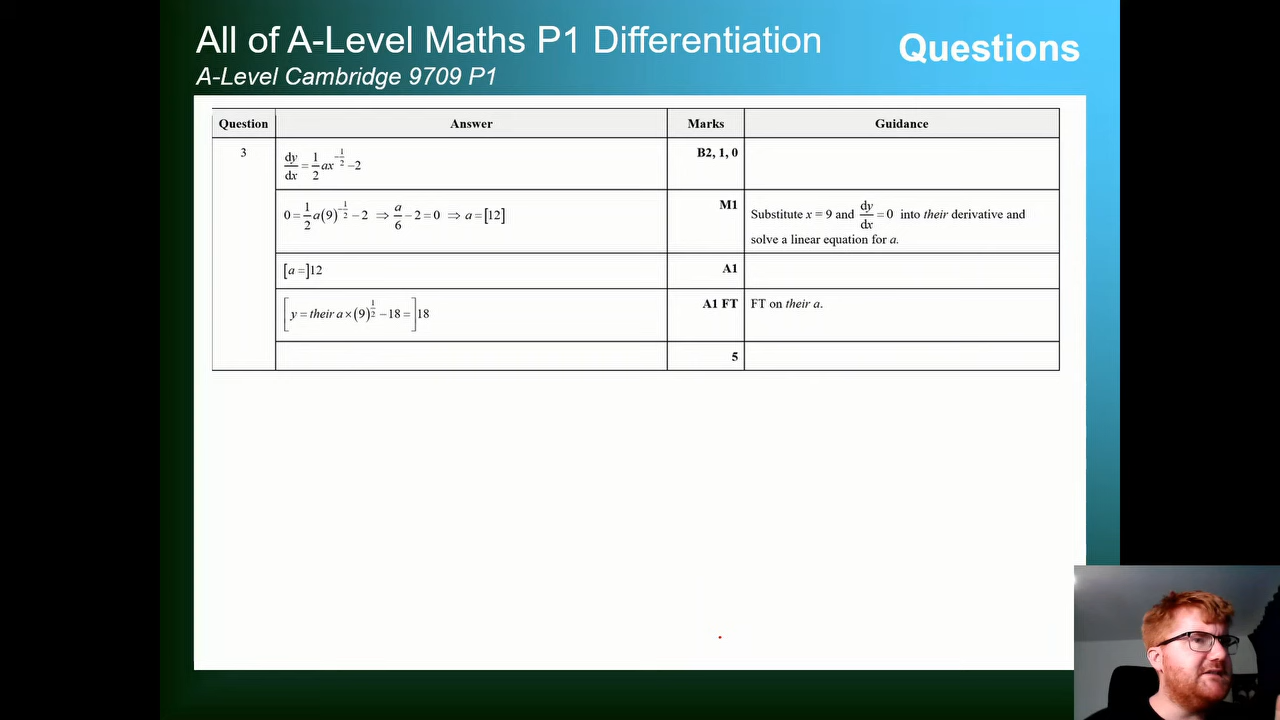 All of A-Level Maths P1 Differentiation
Questions
A-Level Cambridge 9709 P1
Question Answer Marks Guidance
3 dy/dx = 1/2 ax^(-1/2) − 2 B2, 1, 0
0 = 1/2 a(9)^(-1/2) − 2 ⇒ a/6 − 2 = 0 ⇒ a = [12] M1 Substitute x = 9 and dy/dx = 0 into their derivative and
solve a linear equation for a.
[a =]12 A1
[y = their a × (9)^(1/2) − 18 =]18 A1 FT FT on their a.
5